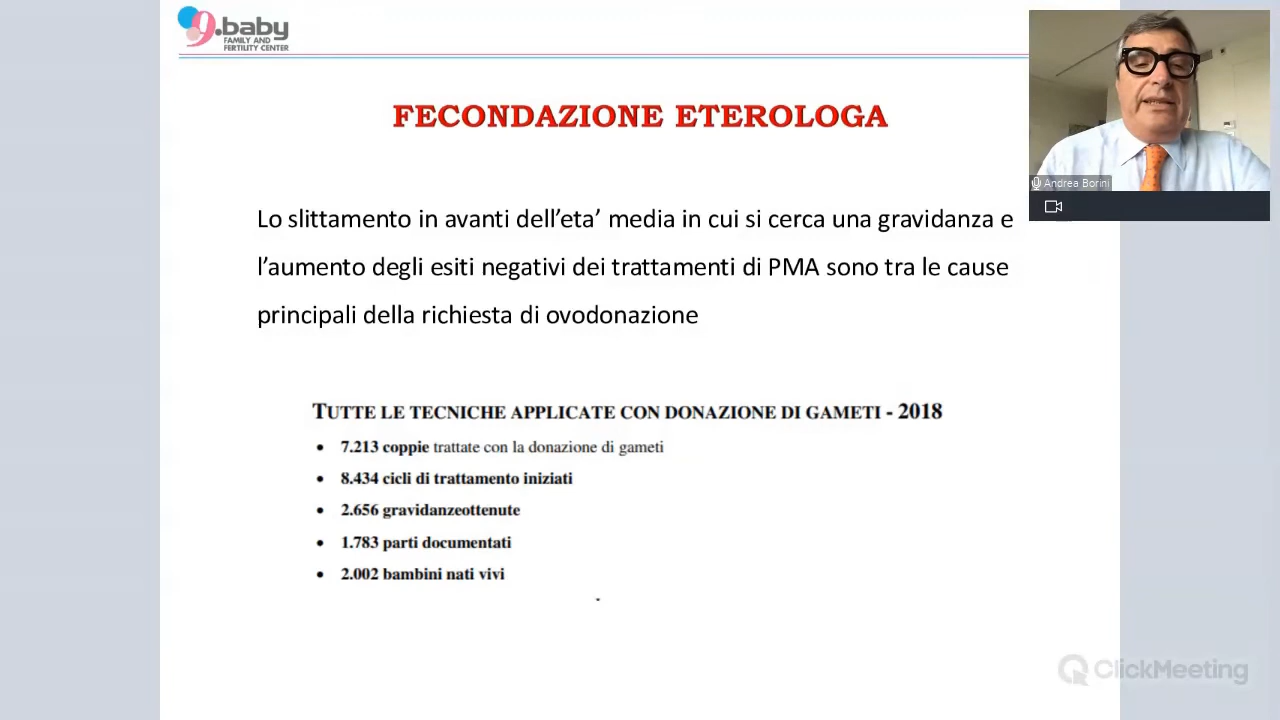 9.baby
FAMILY AND
FERTILITY CENTER
FECONDAZIONE ETEROLOGA
Andrea Borini
Lo slittamento in avanti dell’eta’ media in cui si cerca una gravidanza e
l’aumento degli esiti negativi dei trattamenti di PMA sono tra le cause
principali della richiesta di ovodonazione
TUTTE LE TECNICHE APPLICATE CON DONAZIONE DI GAMETI - 2018
• 7.213 coppie trattate con la donazione di gameti
• 8.434 cicli di trattamento iniziati
• 2.656 gravidanzeottenute
• 1.783 parti documentati
• 2.002 bambini nati vivi
.
ClickMeeting